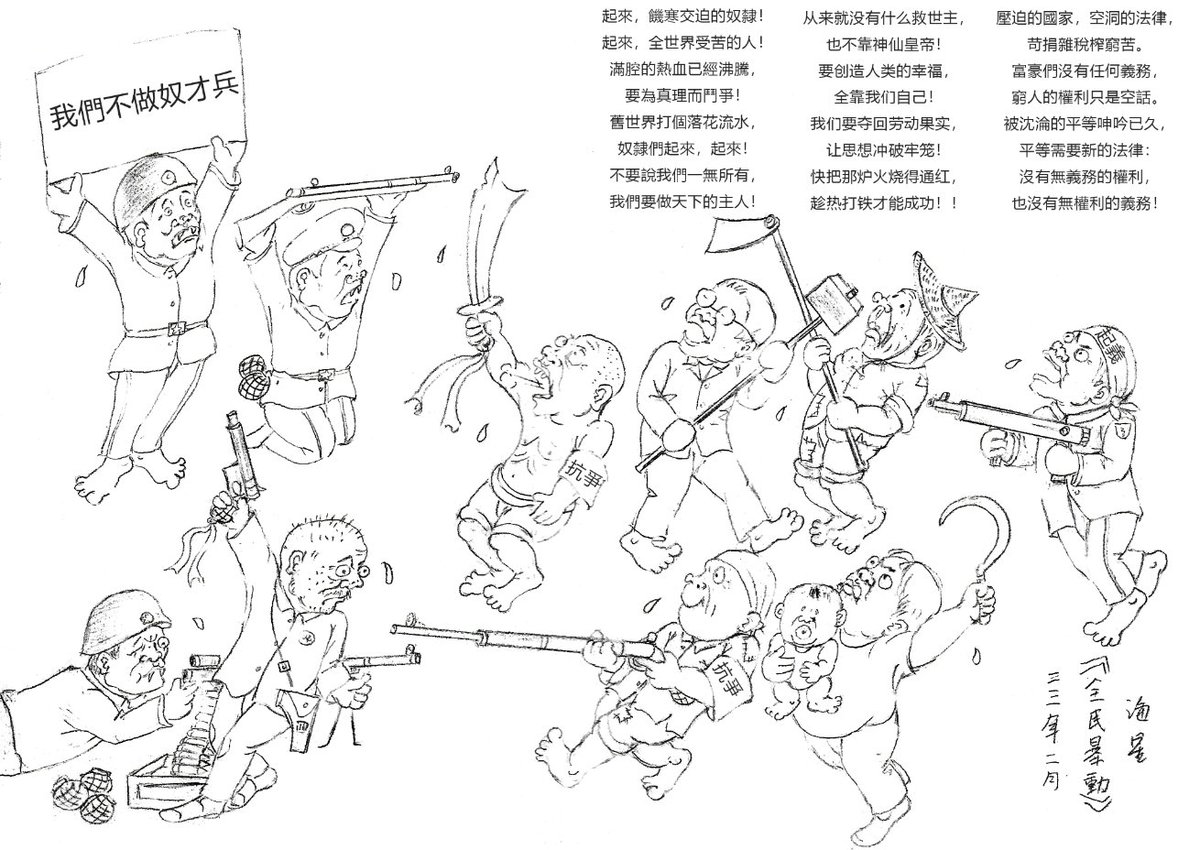 起來，饑寒交迫的奴隸！
起來，全世界受苦的人！
滿腔的熱血已經沸騰，
要為真理而鬥爭！
舊世界打個落花流水，
奴隸們起來，起來！
不要說我們一無所有，
我們要做天下的主人！
从来就没有什么救世主，
也不靠神仙皇帝！
要创造人类的幸福，
全靠我们自己！
我们要夺回劳动果实，
让思想冲破牢笼！
快把那炉火烧得通红，
趁热打铁才能成功！！
壓迫的國家，空洞的法律，
苛捐雜稅榨窮苦。
富豪們沒有任何義務，
窮人的權利只是空話。
被沈淪的平等呻吟已久，
平等需要新的法律：
沒有無義務的權利，
也沒有無權利的義務！
我們不做奴才兵
抗爭
起義
抗爭
《全民暴動》
三三年二月